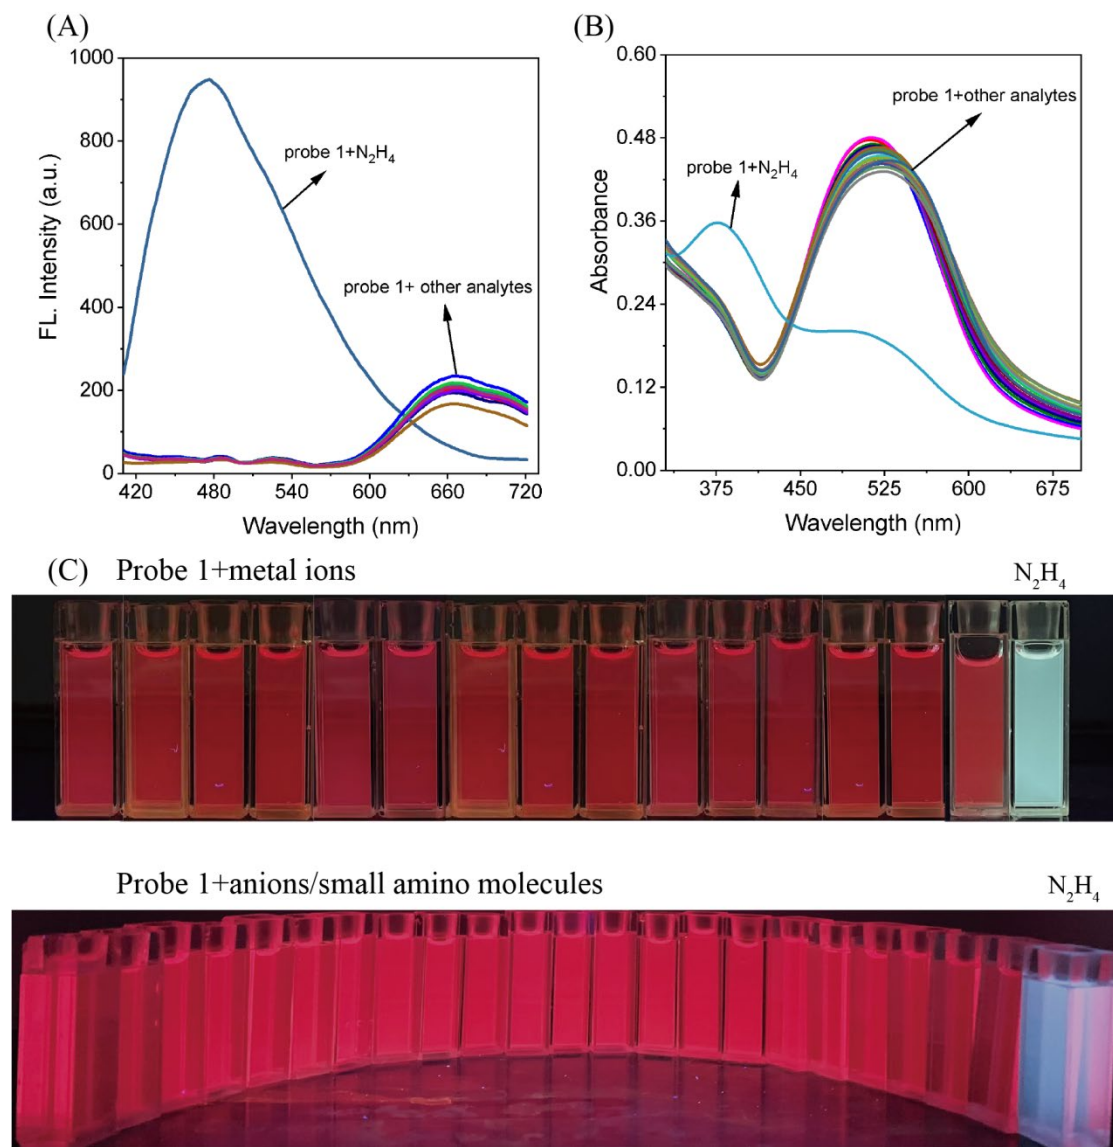 (A)
1000
800
600
400
200
0
FL. Intensity (a.u.)
probe 1+N₂H₄
probe 1+ other analytes
420 480 540 600 660 720
Wavelength (nm)
(B)
0.60
0.48
0.36
0.24
0.12
0.00
Absorbance
probe 1+other analytes
probe 1+N₂H₄
375 450 525 600 675
Wavelength (nm)
(C) Probe 1+metal ions N₂H₄
Probe 1+anions/small amino molecules N₂H₄